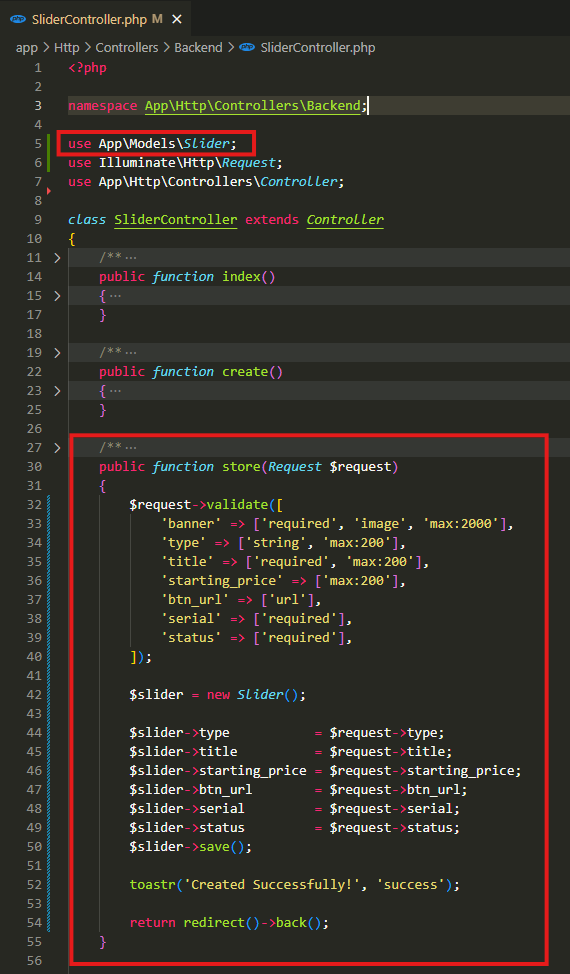 php SliderController.php M ×
app > Http > Controllers > Backend > php SliderController.php
1 <?php
2
3 namespace App\Http\Controllers\Backend;
4
5 use App\Models\Slider;
6 use Illuminate\Http\Request;
7 use App\Http\Controllers\Controller;
8
9 class SliderController extends Controller
10 {
11 > /** ...
14 public function index()
15 > { ...
17 }
18
19 > /** ...
22 public function create()
23 > { ...
25 }
26
27 > /** ...
30 public function store(Request $request)
31 {
32 $request->validate([
33 'banner' => ['required', 'image', 'max:2000'],
34 'type' => ['string', 'max:200'],
35 'title' => ['required', 'max:200'],
36 'starting_price' => ['max:200'],
37 'btn_url' => ['url'],
38 'serial' => ['required'],
39 'status' => ['required'],
40 ]);
41
42 $slider = new Slider();
43
44 $slider->type = $request->type;
45 $slider->title = $request->title;
46 $slider->starting_price = $request->starting_price;
47 $slider->btn_url = $request->btn_url;
48 $slider->serial = $request->serial;
49 $slider->status = $request->status;
50 $slider->save();
51
52 toastr('Created Successfully!', 'success');
53
54 return redirect()->back();
55 }
56